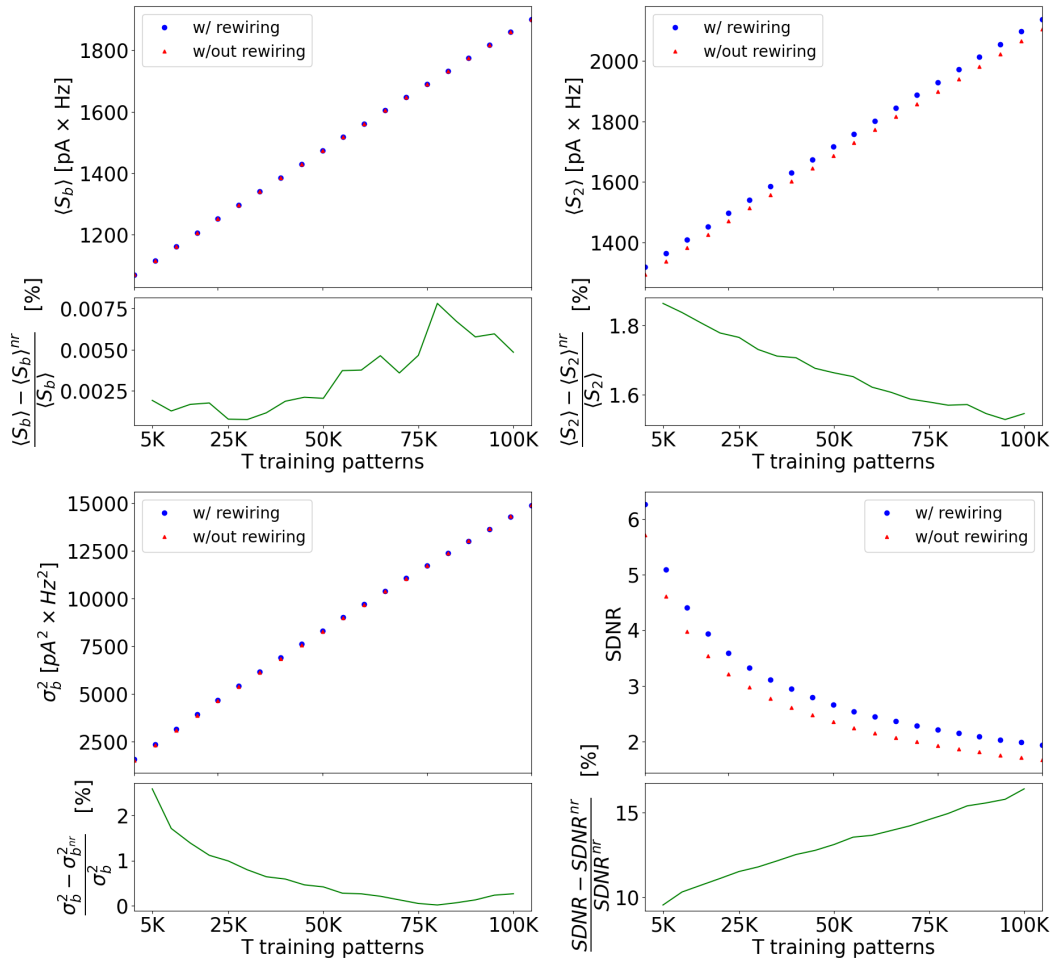 w/ rewiring
w/out rewiring
1800
1600
1400
1200
⟨S_b⟩ [pA × Hz]
0.0075
0.0050
0.0025
⟨S_b⟩ − ⟨S_b⟩^nr
⟨S_b⟩
[%]
5K 25K 50K 75K 100K
T training patterns
w/ rewiring
w/out rewiring
2000
1800
1600
1400
⟨S_2⟩ [pA × Hz]
1.8
1.6
1.4
⟨S_2⟩ − ⟨S_2⟩^nr
⟨S_2⟩
[%]
5K 25K 50K 75K 100K
T training patterns
w/ rewiring
w/out rewiring
15000
12500
10000
7500
5000
2500
σ_b^2 [pA^2 × Hz^2]
2
1
0
σ_b^2 − σ_b^nr^2
σ_b^2
[%]
5K 25K 50K 75K 100K
T training patterns
w/ rewiring
w/out rewiring
6
5
4
3
2
SDNR
15
10
SDNR − SDNR^nr
SDNR^nr
[%]
5K 25K 50K 75K 100K
T training patterns